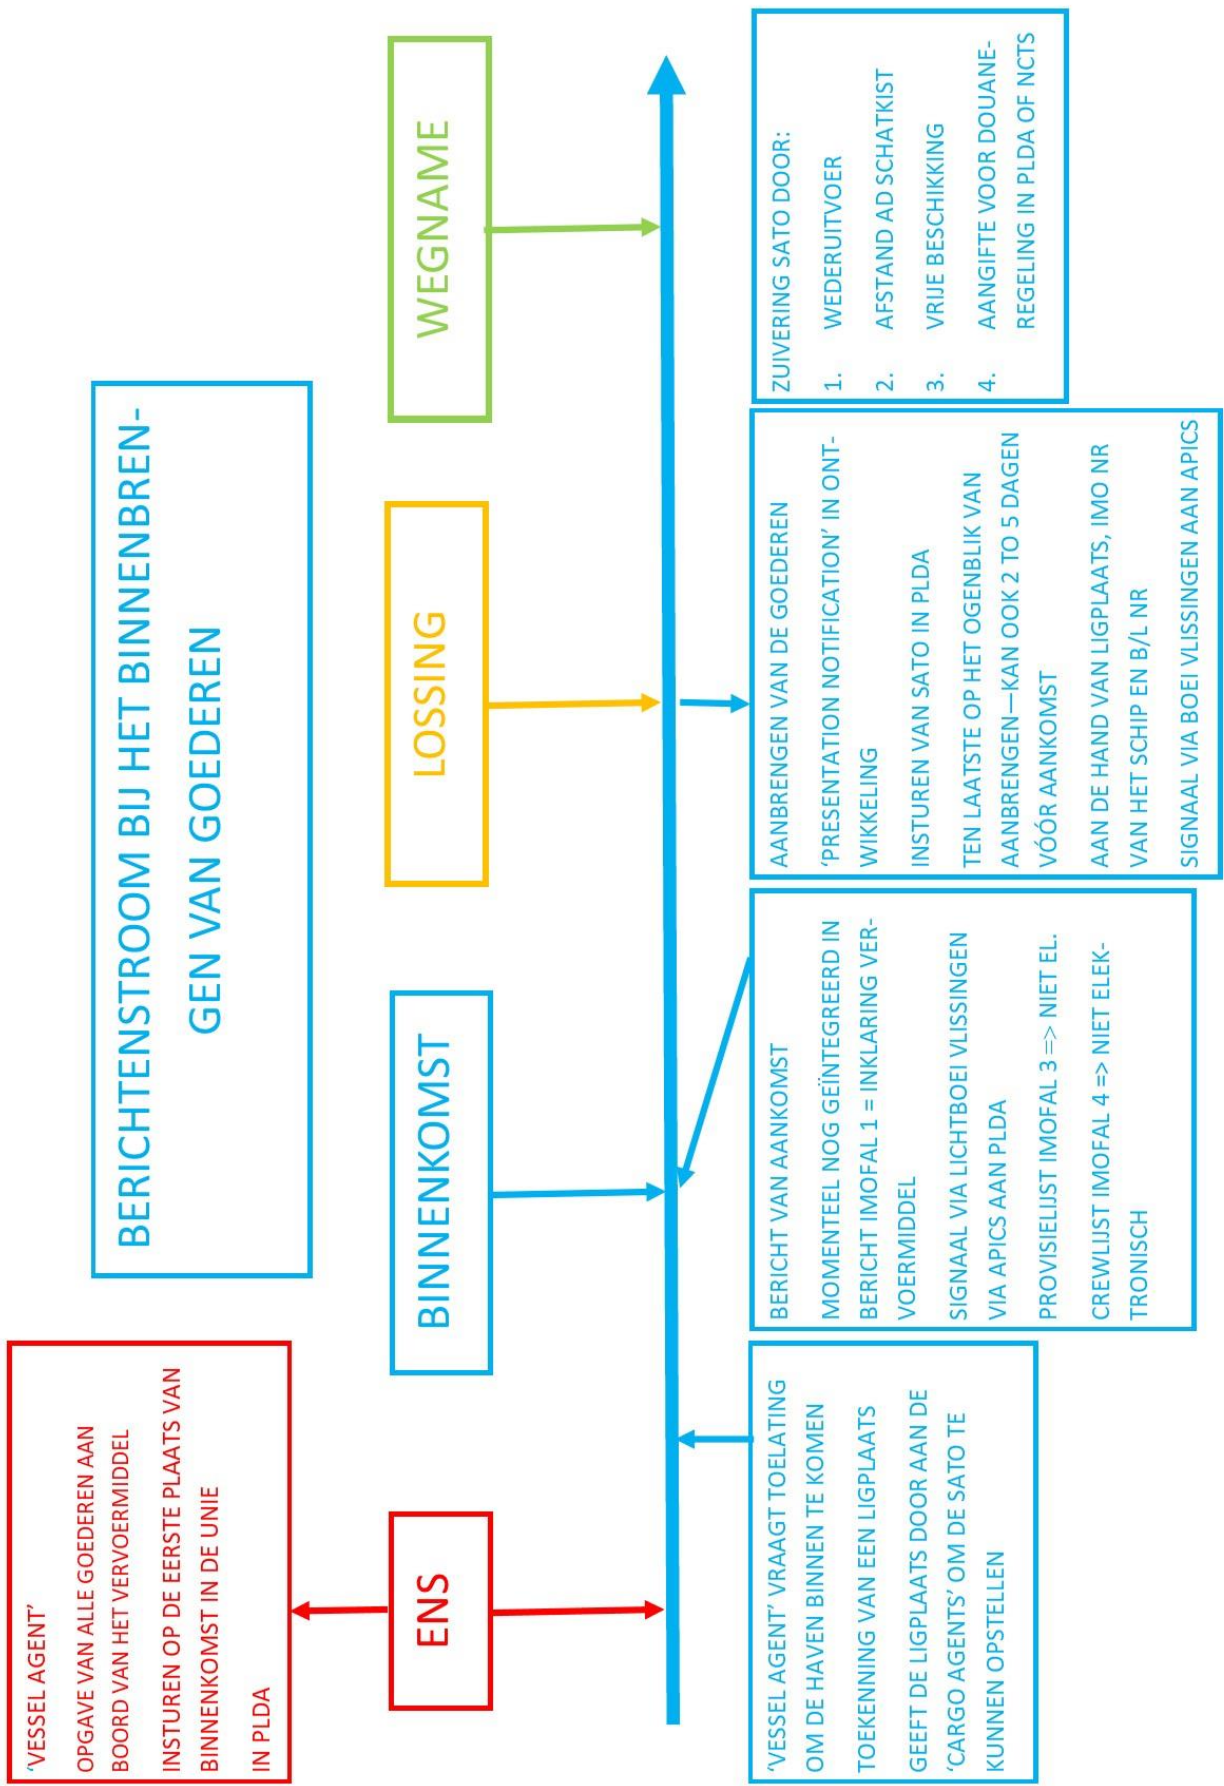 BERICHTENSTROOM BIJ HET BINNENBREN-
GEN VAN GOEDEREN
'VESSEL AGENT'
OPGAVE VAN ALLE GOEDEREN AAN
BOORD VAN HET VERVOERMIDDEL
INSTUREN OP DE EERSTE PLAATS VAN
BINNENKOMST IN DE UNIE
IN PLDA
ENS
BINNENKOMST
LOSSING
WEGNAME
'VESSEL AGENT' VRAAGT TOELATING
OM DE HAVEN BINNEN TE KOMEN
TOEKENNING VAN EEN LIGPLAATS
GEEFT DE LIGPLAATS DOOR AAN DE
'CARGO AGENTS' OM DE SATO TE
KUNNEN OPSTELLEN
BERICHT VAN AANKOMST
MOMENTEEL NOG GEÏNTEGREERD IN
BERICHT IMOFAL 1 = INKLARING VER-
VOERMIDDEL
SIGNAAL VIA LICHTBOEI VLISSINGEN
VIA APICS AAN PLDA
PROVISIELIJST IMOFAL 3 => NIET EL.
CREWLIJST IMOFAL 4 => NIET ELEK-
TRONISCH
AANBRENGEN VAN DE GOEDEREN
'PRESENTATION NOTIFICATION' IN ONT-
WIKKELING
INSTUREN VAN SATO IN PLDA
TEN LAATSTE OP HET OGENBLIK VAN
AANBRENGEN—KAN OOK 2 TO 5 DAGEN
VÓÓR AANKOMST
AAN DE HAND VAN LIGPLAATS, IMO NR
VAN HET SCHIP EN B/L NR
SIGNAAL VIA BOEI VLISSINGEN AAN APICS
ZUIVERING SATO DOOR:
1. WEDERUITVOER
2. AFSTAND AD SCHATKIST
3. VRIJE BESCHIKKING
4. AANGIFTE VOOR DOUANE-
REGELING IN PLDA OF NCTS